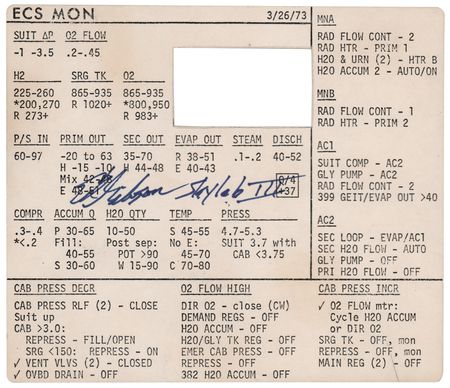 ECS MON 3/26/73
SUIT ΔP O2 FLOW
-1 -3.5 .2-.45
H2 SRG TK O2
225-260 865-935 865-935
*200,270 R 1020+ *800,950
R 273+ R 983+
P/S IN PRIM OUT SEC OUT EVAP OUT STEAM DISCH
60-97 -20 to 63 35-70 R 38-51 .1-.2 40-52
H -15 -10 H 44-48 E 40-43
Mix 42-48 0/4
E 48-51 +37
EGibson Skylab III
COMPR ACCUM Q H2O QTY TEMP PRESS
.3-.4 P 30-65 10-50 S 45-55 4.7-5.3
*<.2 Fill: Post sep: No E: SUIT 3.7 with
40-55 POT >90 S 47-55 CAB <3.75
S 30-60 W 15-90 C 70-80
MNA
RAD FLOW CONT - 2
RAD HTR - PRIM 1
H2O & URN (2) - HTR B
H2O ACCUM 2 - AUTO/ON
MNB
RAD FLOW CONT - 1
RAD HTR - PRIM 2
AC1
SUIT COMP - AC2
GLY PUMP - AC2
RAD FLOW CONT - 2
399 GEIT/EVAP OUT >40
AC2
SEC LOOP - EVAP/AC1
SEC H2O FLOW - AUTO
GLY PUMP - OFF
PRI H2O FLOW - OFF
CAB PRESS DECR
CAB PRESS RLF (2) - CLOSE
Suit up
CAB >3.0:
REPRESS - FILL/OPEN
SRG <150: REPRESS - ON
✓ VENT VLVS (2) - CLOSED
✓ OVBD DRAIN - OFF
O2 FLOW HIGH
DIR O2 - close (CW)
DEMAND REGS - OFF
H2O ACCUM - OFF
H2O/GLY TK REG - OFF
EMER CAB PRESS - OFF
REPRESS - OFF
382 H2O ACCUM - OFF
CAB PRESS INCR
✓ O2 FLOW mtr:
Cycle H2O ACCUM
or DIR O2
SRG TK - OFF, mon
REPRESS - OFF, mon
MAIN REG (2) - OFF